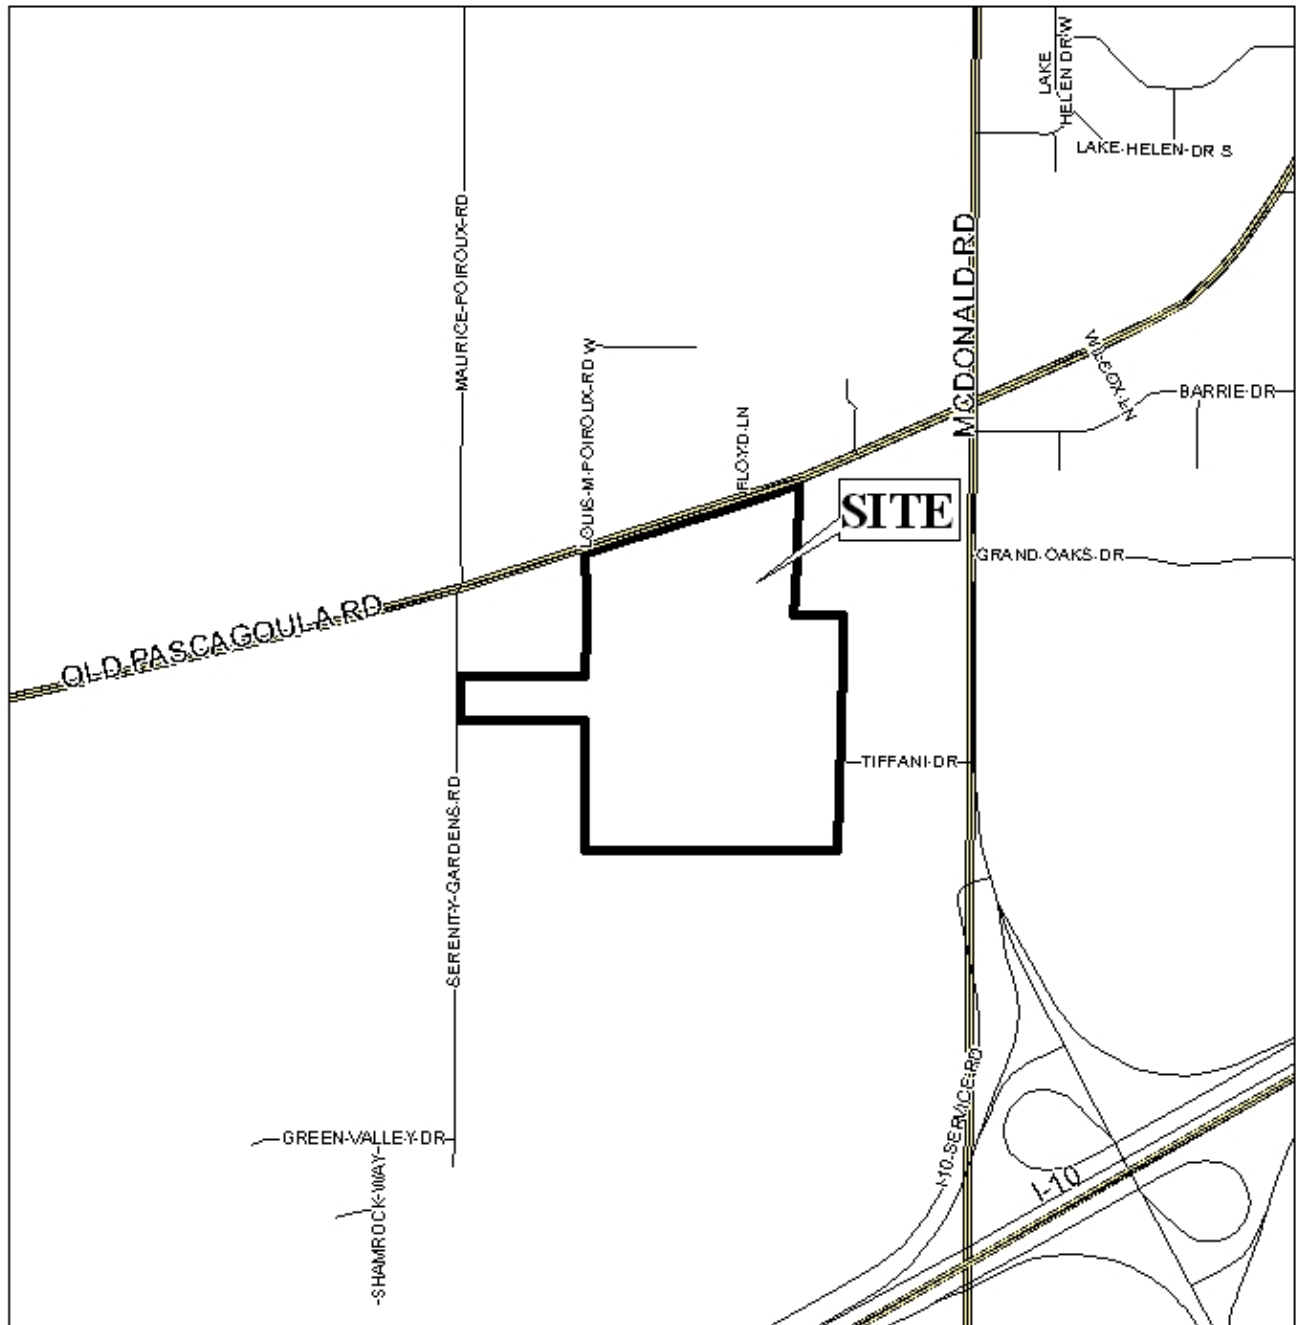 LAKE
HELEN DR W
LAKE HELEN DR S
MAURICE POIROUX RD
MCDONALD RD
WILCOX LN
BARRIE DR
LOUIS M POIROUX RD W
FLOYD LN
SITE
GRAND OAKS DR
OLD PASCAGOULA RD
TIFFANI DR
SERENITY GARDENS RD
I-10 SERVICE RD
GREEN VALLEY DR
I-10
SHAMROCK WAY